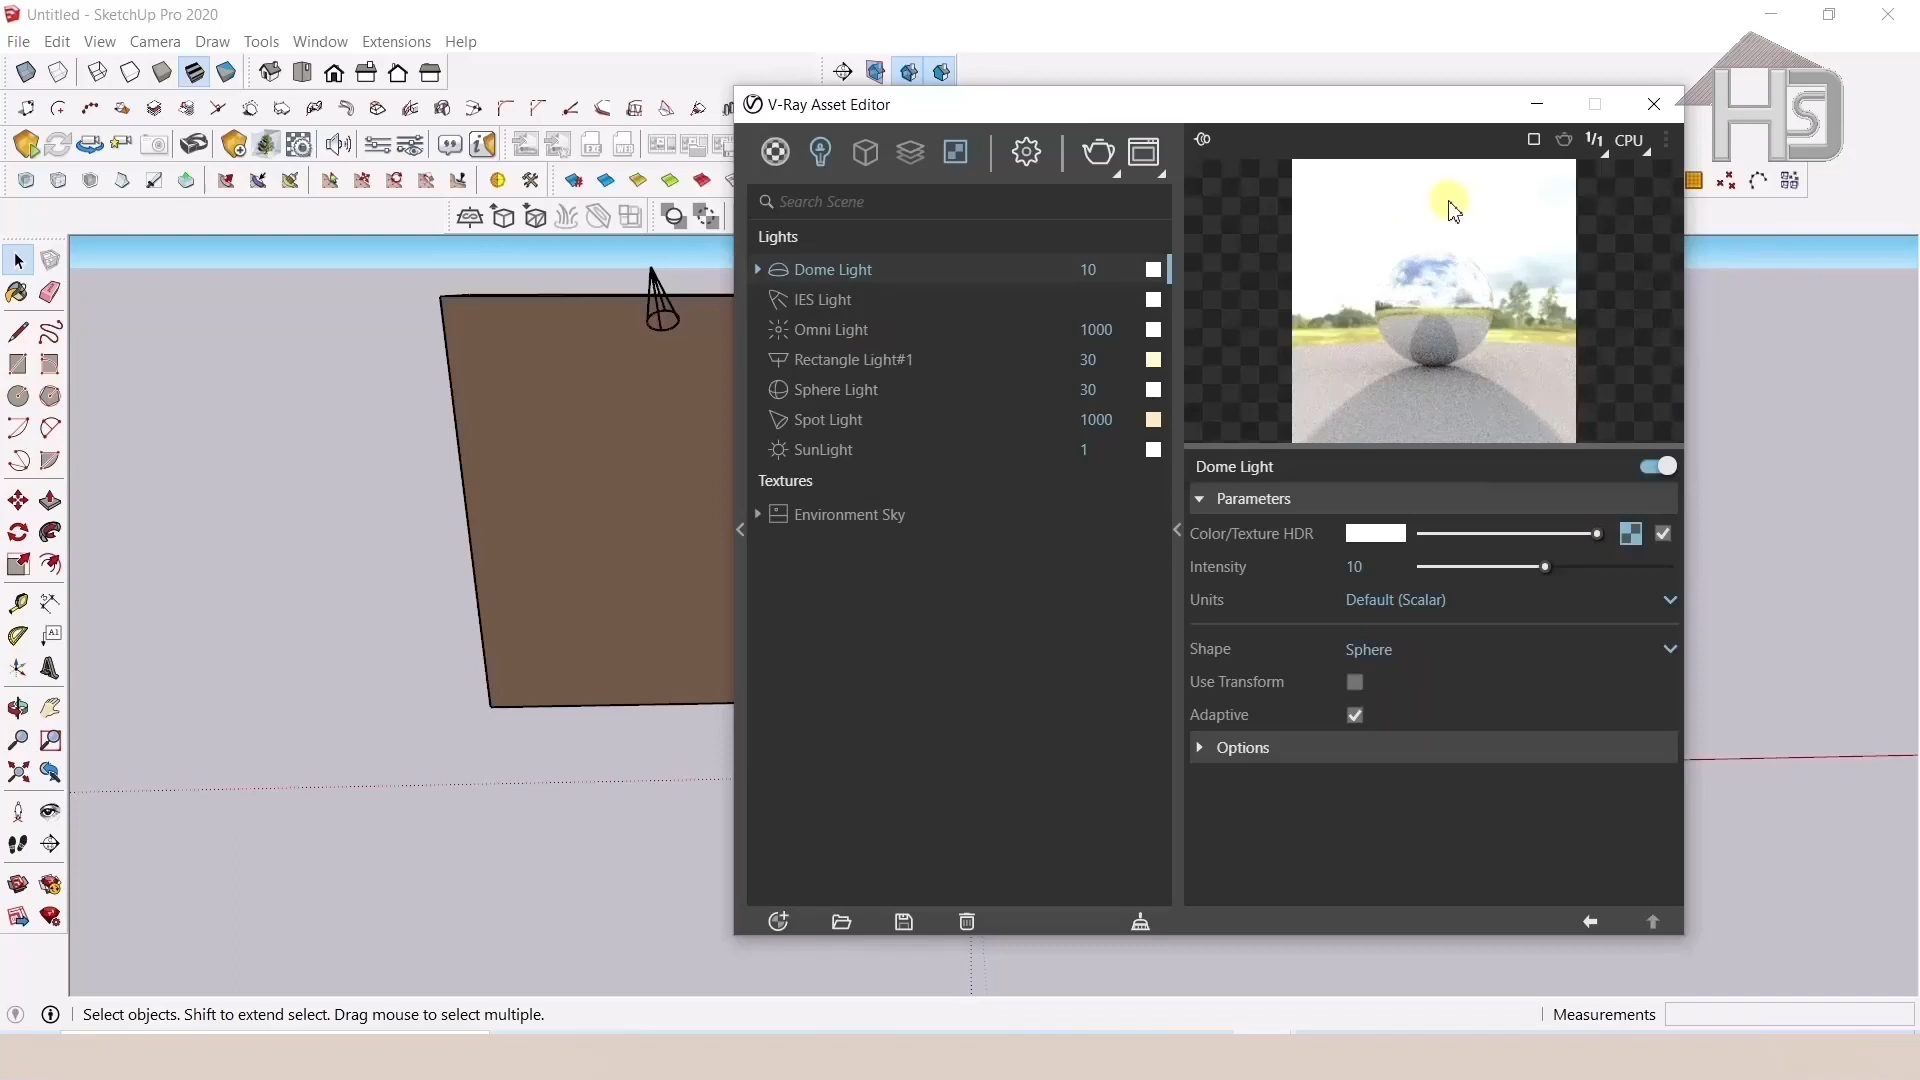 Untitled - SketchUp Pro 2020
File Edit View Camera Draw Tools Window Extensions Help
V-Ray Asset Editor
HSD
1/1 CPU
Search Scene
Lights
Dome Light 10
IES Light
Omni Light 1000
Rectangle Light#1 30
Sphere Light 30
Spot Light 1000
SunLight 1
Textures
Environment Sky
Dome Light
Parameters
Color/Texture HDR
Intensity 10
Units Default (Scalar)
Shape Sphere
Use Transform
Adaptive
Options
Select objects. Shift to extend select. Drag mouse to select multiple.
Measurements